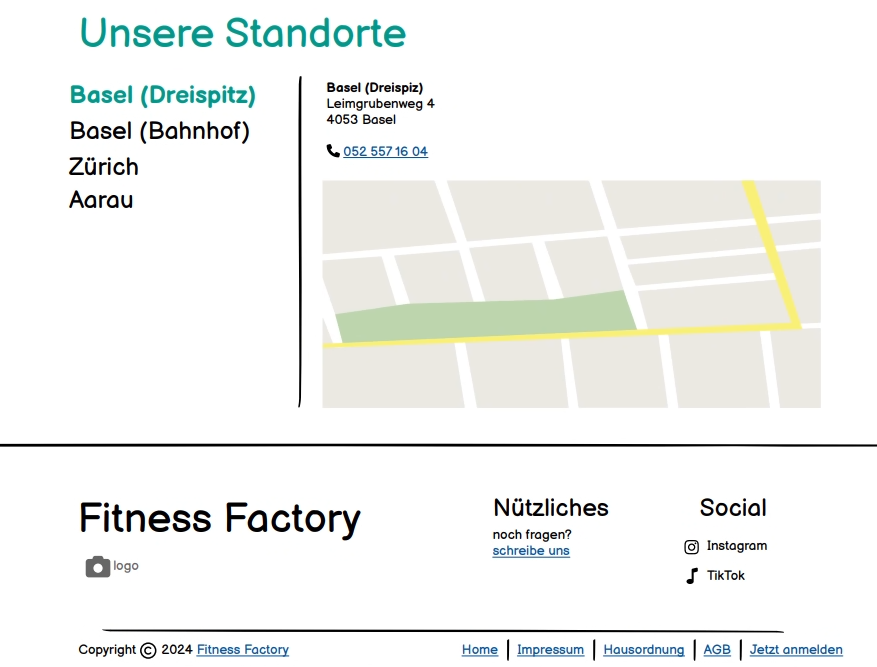 Unsere Standorte
Basel (Dreispitz)
Basel (Bahnhof)
Zürich
Aarau
Basel (Dreispiz)
Leimgrubenweg 4
4053 Basel
052 557 16 04
Fitness Factory
logo
Nützliches
noch fragen?
schreibe uns
Social
Instagram
TikTok
Copyright © 2024 Fitness Factory
Home | Impressum | Hausordnung | AGB | Jetzt anmelden